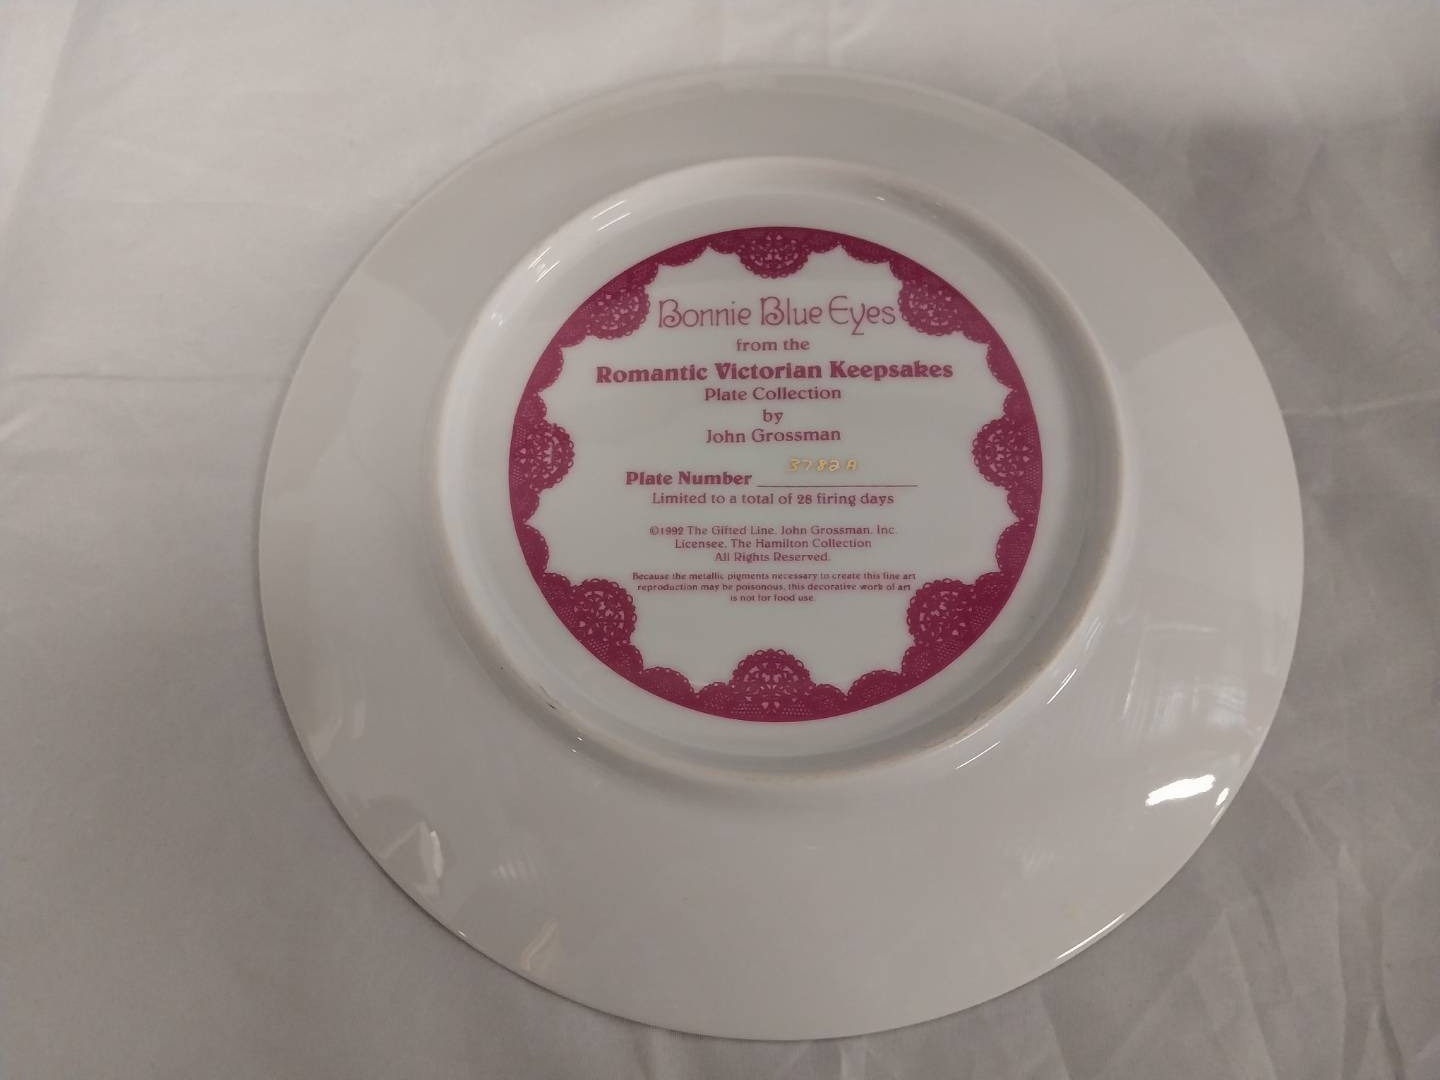 Bonnie Blue Eyes
from the
Romantic Victorian Keepsakes
Plate Collection
by
John Grossman
Plate Number 3782A
Limited to a total of 28 firing days
©1992 The Gifted Line, John Grossman, Inc.
Licensee, The Hamilton Collection
All Rights Reserved.
Because the metallic pigments necessary to create this fine art
reproduction may be poisonous, this decorative work of art
is not for food use.